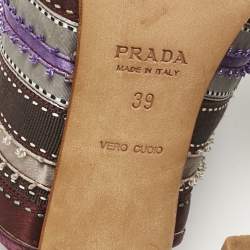 PRADA
MADE IN ITALY
39
VERO CUOIO